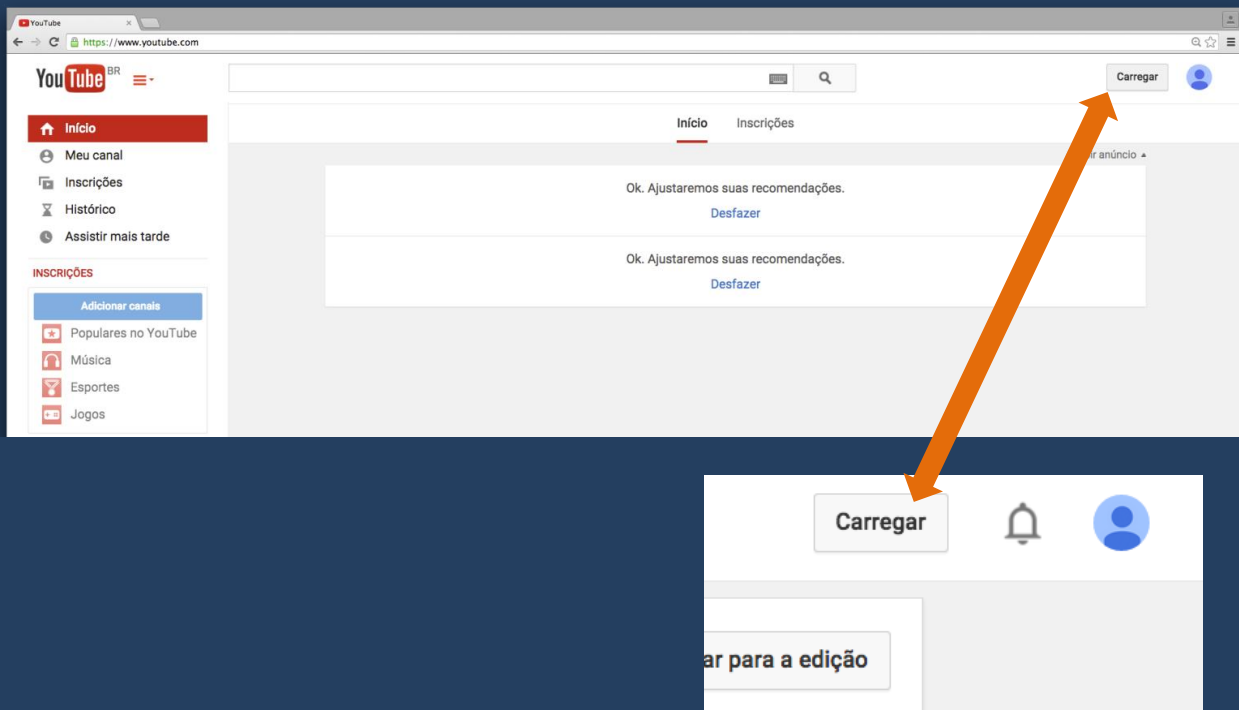 YouTube
https://www.youtube.com
YouTube BR
Carregar
Início
Meu canal
Inscrições
Histórico
Assistir mais tarde
INSCRIÇÕES
Adicionar canais
Populares no YouTube
Música
Esportes
Jogos
Início Inscrições
anúncio
Ok. Ajustaremos suas recomendações.
Desfazer
Ok. Ajustaremos suas recomendações.
Desfazer
Carregar
ar para a edição